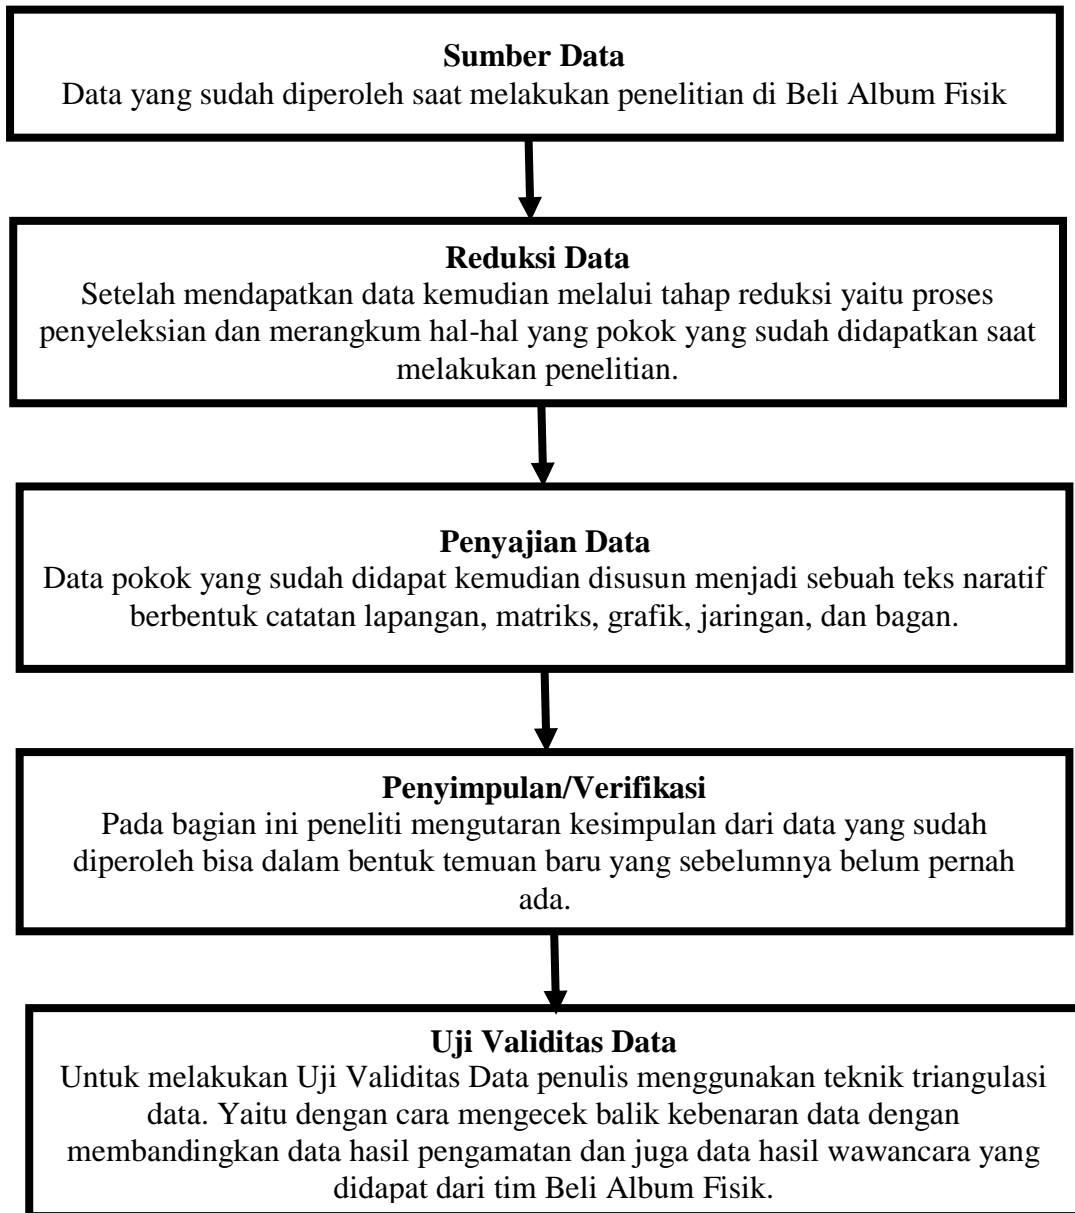 Sumber Data
Data yang sudah diperoleh saat melakukan penelitian di Beli Album Fisik
Reduksi Data
Setelah mendapatkan data kemudian melalui tahap reduksi yaitu proses
penyeleksian dan merangkum hal-hal yang pokok yang sudah didapatkan saat
melakukan penelitian.
Penyajian Data
Data pokok yang sudah didapat kemudian disusun menjadi sebuah teks naratif
berbentuk catatan lapangan, matriks, grafik, jaringan, dan bagan.
Penyimpulan/Verifikasi
Pada bagian ini peneliti mengutaran kesimpulan dari data yang sudah
diperoleh bisa dalam bentuk temuan baru yang sebelumnya belum pernah
ada.
Uji Validitas Data
Untuk melakukan Uji Validitas Data penulis menggunakan teknik triangulasi
data. Yaitu dengan cara mengecek balik kebenaran data dengan
membandingkan data hasil pengamatan dan juga data hasil wawancara yang
didapat dari tim Beli Album Fisik.